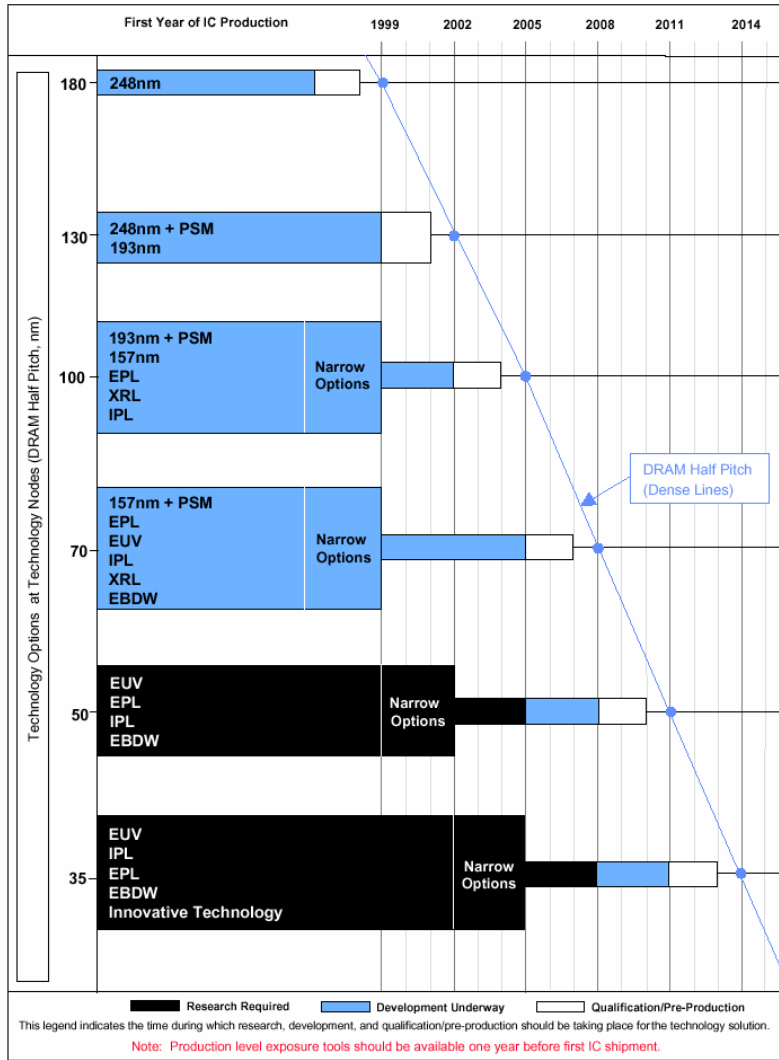 First Year of IC Production
1999 2002 2005 2008 2011 2014
Technology Options at Technology Nodes (DRAM Half Pitch, nm)
180
248nm
130
248nm + PSM
193nm
100
193nm + PSM
157nm
EPL
XRL
IPL
Narrow
Options
DRAM Half Pitch
(Dense Lines)
70
157nm + PSM
EPL
EUV
IPL
XRL
EBDW
Narrow
Options
50
EUV
EPL
IPL
EBDW
Narrow
Options
35
EUV
IPL
EPL
EBDW
Innovative Technology
Narrow
Options
Research Required Development Underway Qualification/Pre-Production
This legend indicates the time during which research, development, and qualification/pre-production should be taking place for the technology solution.
Note: Production level exposure tools should be available one year before first IC shipment.